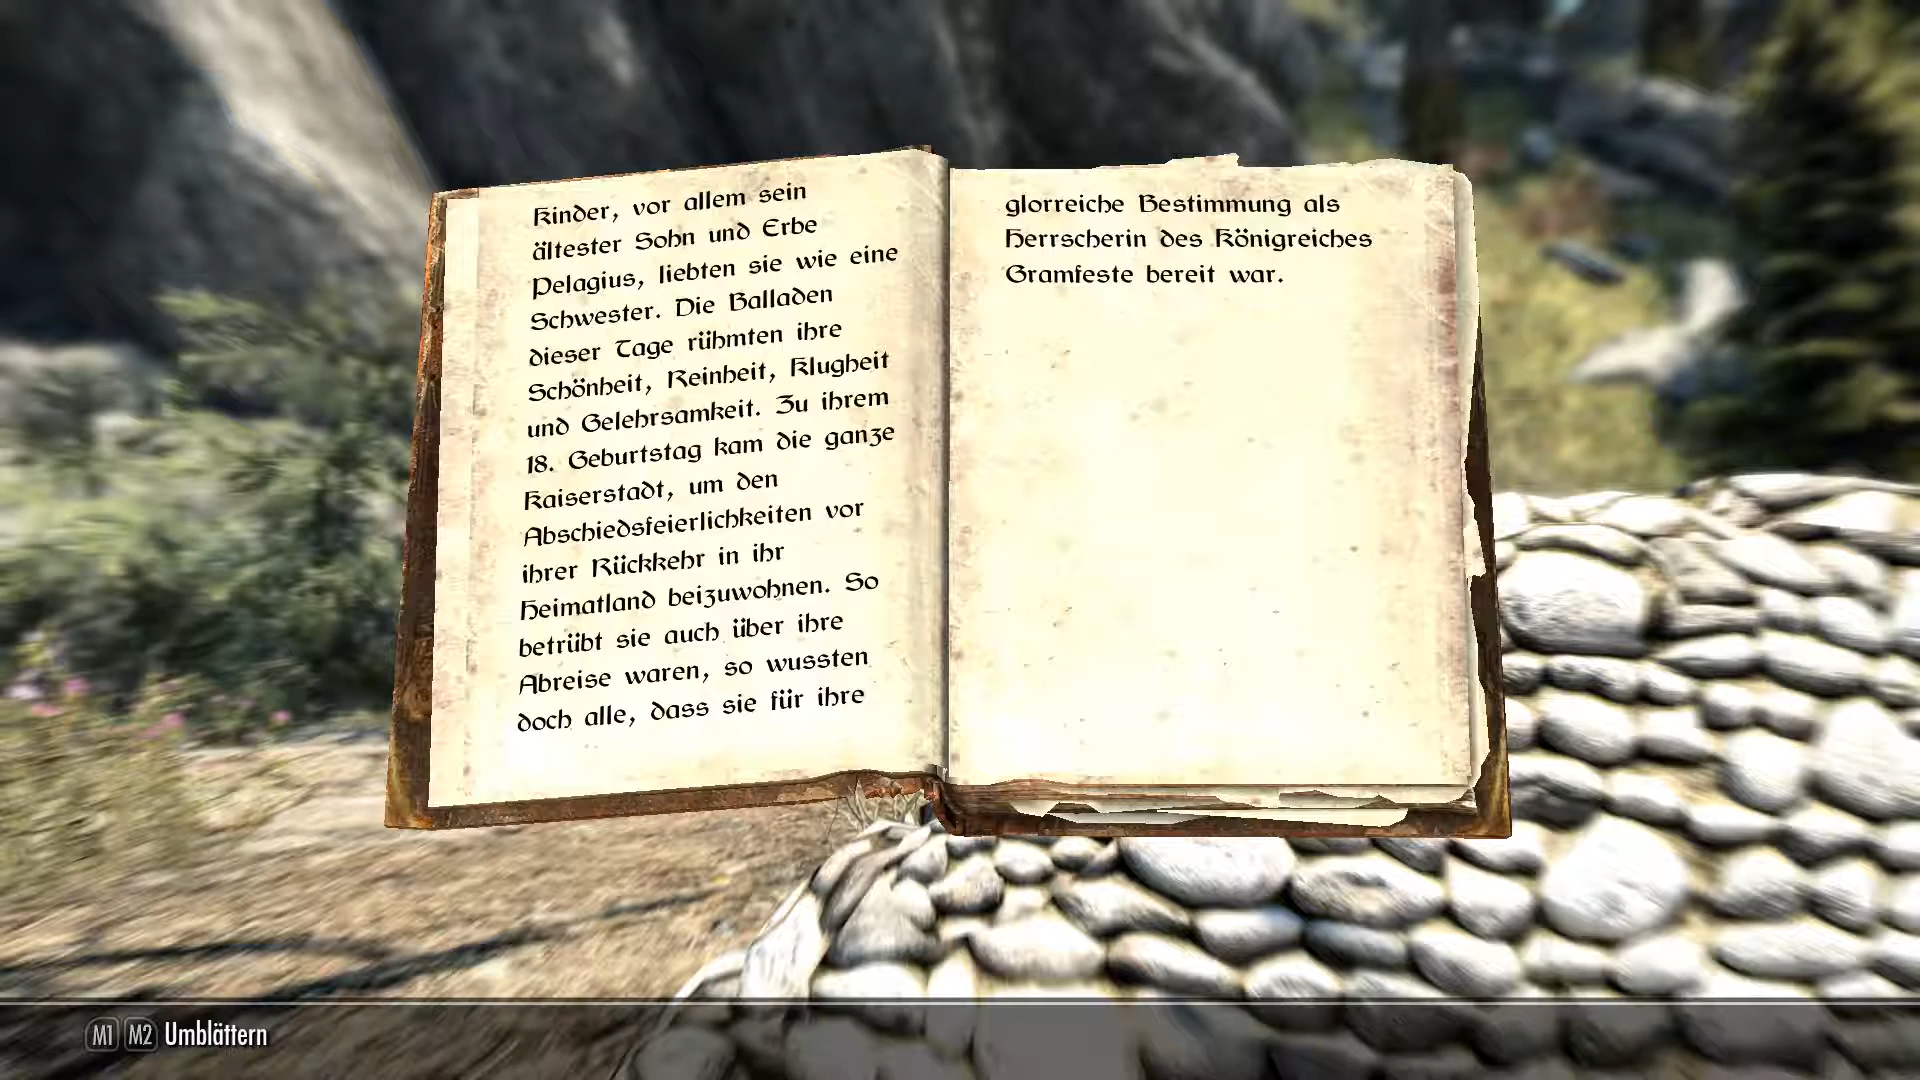 Kinder, vor allem sein
ältester Sohn und Erbe
Pelagius, liebten sie wie eine
Schwester. Die Balladen
dieser Tage rühmten ihre
Schönheit, Reinheit, Klugheit
und Gelehrsamkeit. Zu ihrem
18. Geburtstag kam die ganze
Kaiserstadt, um den
Abschiedsfeierlichkeiten vor
ihrer Rückkehr in ihr
Heimatland beizuwohnen. So
betrübt sie auch über ihre
Abreise waren, so wussten
doch alle, dass sie für ihre
glorreiche Bestimmung als
Herrscherin des Königreiches
Gramfeste bereit war.
M1 M2 Umblättern